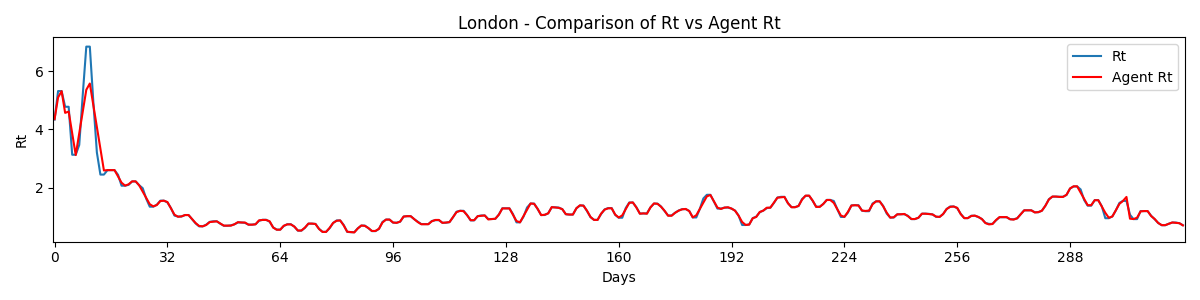 London - Comparison of Rt vs Agent Rt
Rt
Agent Rt
Rt
6
4
2
0 32 64 96 128 160 192 224 256 288
Days